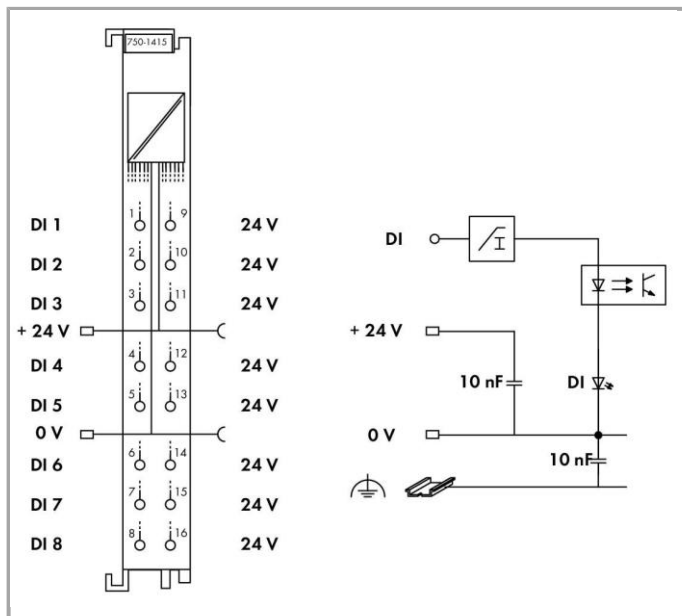 750-1415
1 9
DI 1 24 V
2 10
DI 2 24 V
3 11
DI 3 24 V
+ 24 V
4 12
DI 4 24 V
5 13
DI 5 24 V
0 V
6 14
DI 6 24 V
7 15
DI 7 24 V
8 16
DI 8 24 V
DI
I
+ 24 V
10 nF
DI
0 V
10 nF